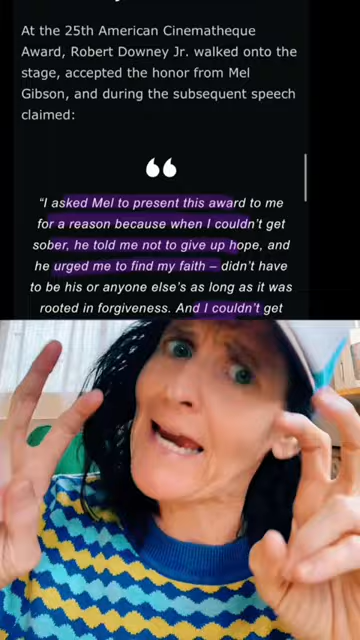 At the 25th American Cinematheque
Award, Robert Downey Jr. walked onto the
stage, accepted the honor from Mel
Gibson, and during the subsequent speech
claimed:
“
“I asked Mel to present this award to me
for a reason because when I couldn’t get
sober, he told me not to give up hope, and
he urged me to find my faith – didn’t have
to be his or anyone else’s as long as it was
rooted in forgiveness. And I couldn’t get